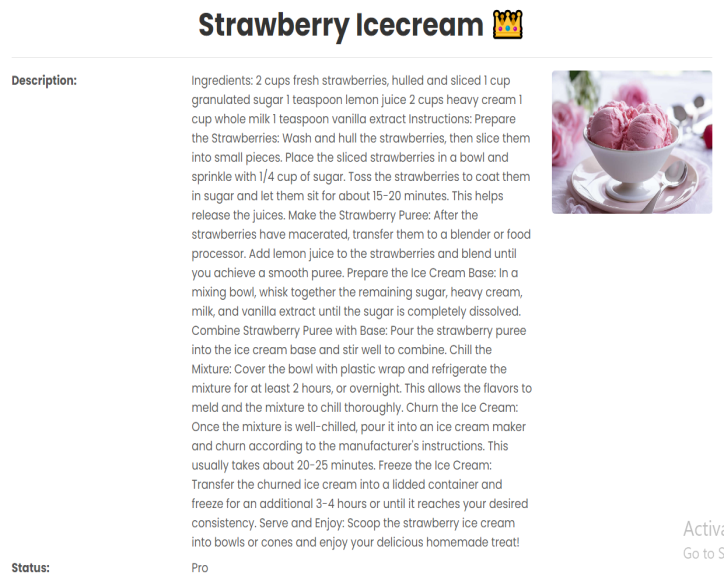 Strawberry Icecream 👑
Description:
Ingredients: 2 cups fresh strawberries, hulled and sliced 1 cup
granulated sugar 1 teaspoon lemon juice 2 cups heavy cream 1
cup whole milk 1 teaspoon vanilla extract Instructions: Prepare
the Strawberries: Wash and hull the strawberries, then slice them
into small pieces. Place the sliced strawberries in a bowl and
sprinkle with 1/4 cup of sugar. Toss the strawberries to coat them
in sugar and let them sit for about 15-20 minutes. This helps
release the juices. Make the Strawberry Puree: After the
strawberries have macerated, transfer them to a blender or food
processor. Add lemon juice to the strawberries and blend until
you achieve a smooth puree. Prepare the Ice Cream Base: In a
mixing bowl, whisk together the remaining sugar, heavy cream,
milk, and vanilla extract until the sugar is completely dissolved.
Combine Strawberry Puree with Base: Pour the strawberry puree
into the ice cream base and stir well to combine. Chill the
Mixture: Cover the bowl with plastic wrap and refrigerate the
mixture for at least 2 hours, or overnight. This allows the flavors to
meld and the mixture to chill thoroughly. Churn the Ice Cream:
Once the mixture is well-chilled, pour it into an ice cream maker
and churn according to the manufacturer's instructions. This
usually takes about 20-25 minutes. Freeze the Ice Cream:
Transfer the churned ice cream into a lidded container and
freeze for an additional 3-4 hours or until it reaches your desired
consistency. Serve and Enjoy: Scoop the strawberry ice cream
into bowls or cones and enjoy your delicious homemade treat!
Status:
Pro
Activa
Go to S